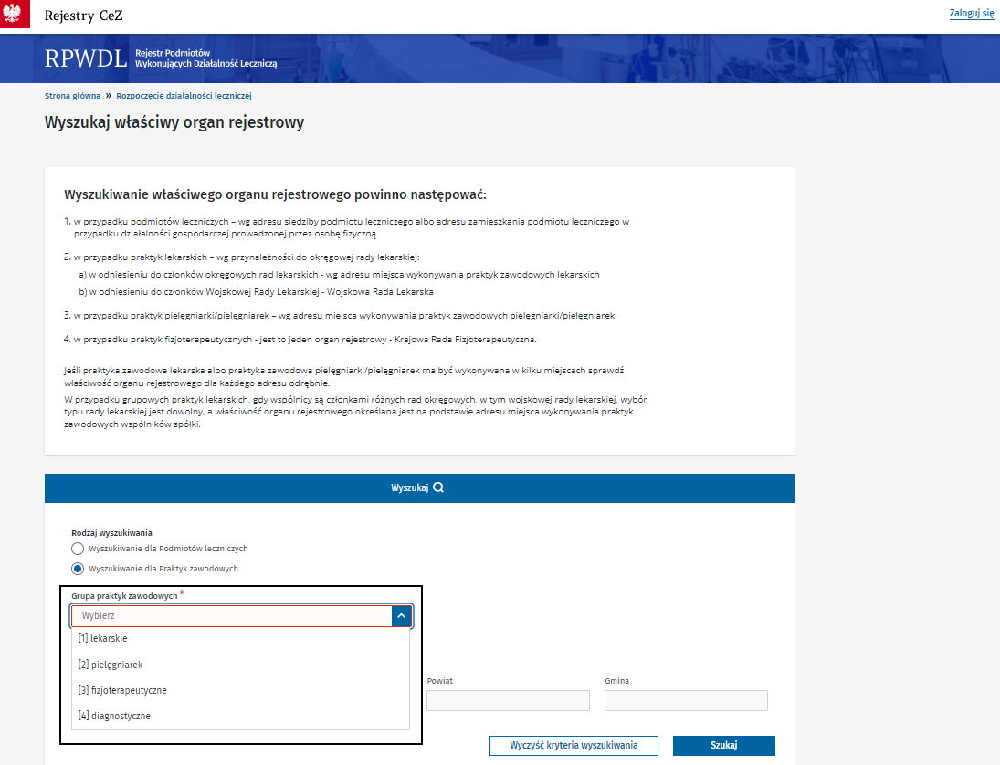 Rejestry CeZ
Zaloguj się
RPWDL
Rejestr Podmiotów
Wykonujących Działalność Leczniczą
Strona główna » Rozpoczęcie działalności leczniczej
Wyszukaj właściwy organ rejestrowy
Wyszukiwanie właściwego organu rejestrowego powinno następować:
1. w przypadku podmiotów leczniczych – wg adresu siedziby podmiotu leczniczego albo adresu zamieszkania podmiotu leczniczego w
przypadku działalności gospodarczej prowadzonej przez osobę fizyczną
2. w przypadku praktyk lekarskich – wg przynależności do okręgowej rady lekarskiej:
a) w odniesieniu do członków okręgowych rad lekarskich - wg adresu miejsca wykonywania praktyk zawodowych lekarskich
b) w odniesieniu do członków Wojskowej Rady Lekarskiej - Wojskowa Rada Lekarska
3. w przypadku praktyk pielęgniarki/pielęgniarek – wg adresu miejsca wykonywania praktyk zawodowych pielęgniarki/pielęgniarek
4. w przypadku praktyk fizjoterapeutycznych - jest to jeden organ rejestrowy - Krajowa Rada Fizjoterapeutyczna.
Jeśli praktyka zawodowa lekarska albo praktyka zawodowa pielęgniarki/pielęgniarek ma być wykonywana w kilku miejscach sprawdź
właściwość organu rejestrowego dla każdego adresu odrębnie.
W przypadku grupowych praktyk lekarskich, gdy wspólnicy są członkami różnych rad okręgowych, w tym wojskowej rady lekarskiej, wybór
typu rady lekarskiej jest dowolny, a właściwość organu rejestrowego określana jest na podstawie adresu miejsca wykonywania praktyk
zawodowych wspólników spółki.
Wyszukaj
Rodzaj wyszukiwania
Wyszukiwanie dla Podmiotów leczniczych
Wyszukiwanie dla Praktyk zawodowych
Grupa praktyk zawodowych *
Wybierz
[1] lekarskie
[2] pielęgniarek
[3] fizjoterapeutyczne
[4] diagnostyczne
Powiat
Gmina
Wyczyść kryteria wyszukiwania
Szukaj